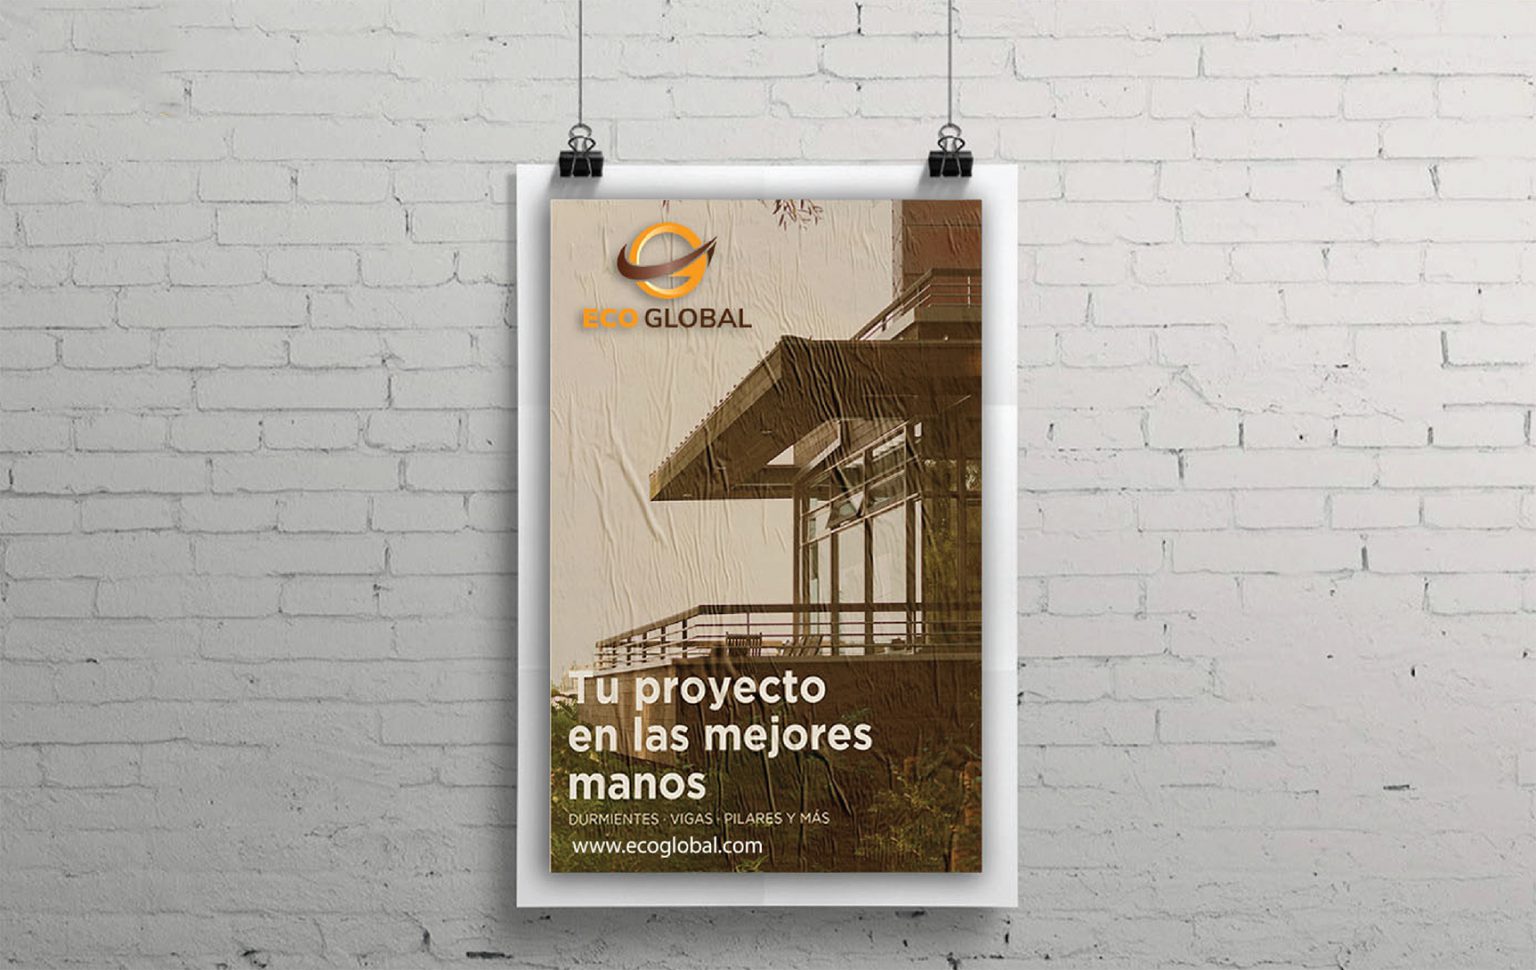 ECO GLOBAL
Tu proyecto
en las mejores
manos
DURMIENTES · VIGAS · PILARES Y MÁS
www.ecoglobal.com